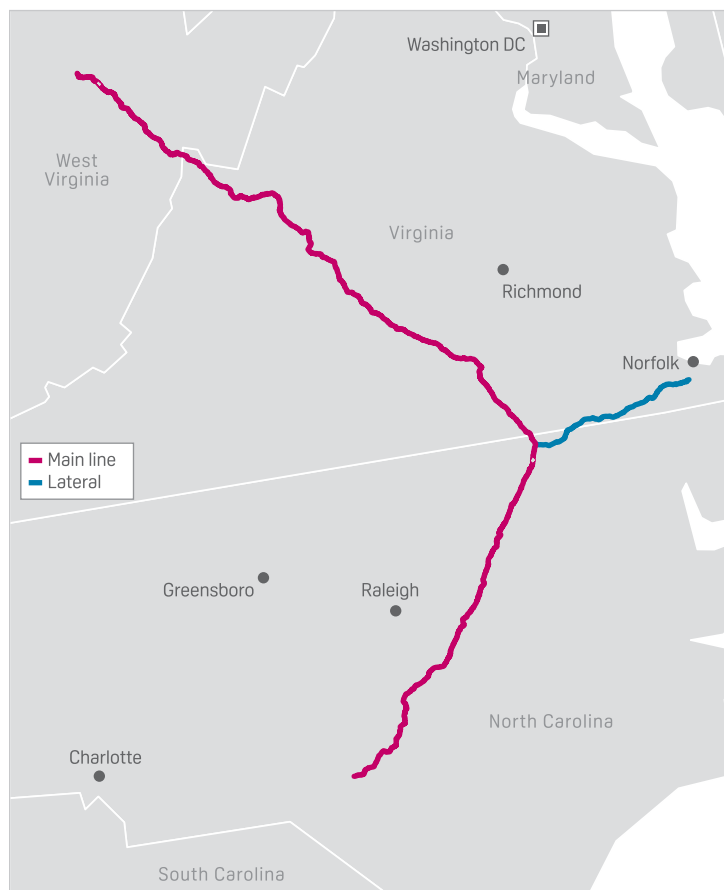 Washington DC
Maryland
West
Virginia
Virginia
Richmond
Norfolk
Main line
Lateral
Greensboro
Raleigh
North Carolina
Charlotte
South Carolina